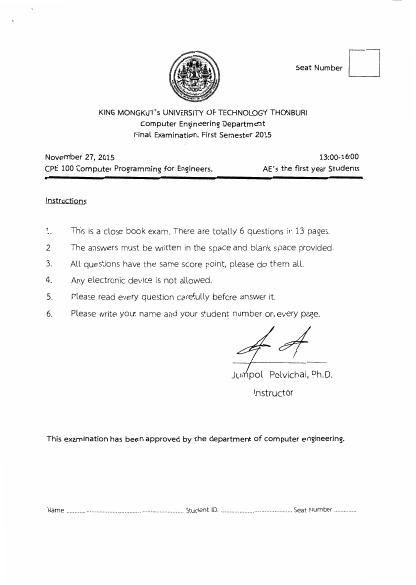 Seat Number
KING MONGKUT's UNIVERSITY OF TECHNOLOGY THONBURI
Computer Engineering Department
Final Examination. First Semester 2015
November 27, 2015 13:00-16:00
CPE 100 Computer Programming for Engineers. AE's the first year Students
Instructions
1. This is a close book exam. There are totally 6 questions in 13 pages.
2 The answers must be written in the space and blank space provided.
3. All questions have the same score point, please do them all.
4. Any electronic device is not allowed.
5. Please read every question carefully before answer it.
6. Please write your name and your student number on every page.
Jumpol Polvichai, Ph.D.
Instructor
This examination has been approved by the department of computer engineering.
Name ........................................ Student ID. ........................................ Seat Number ............